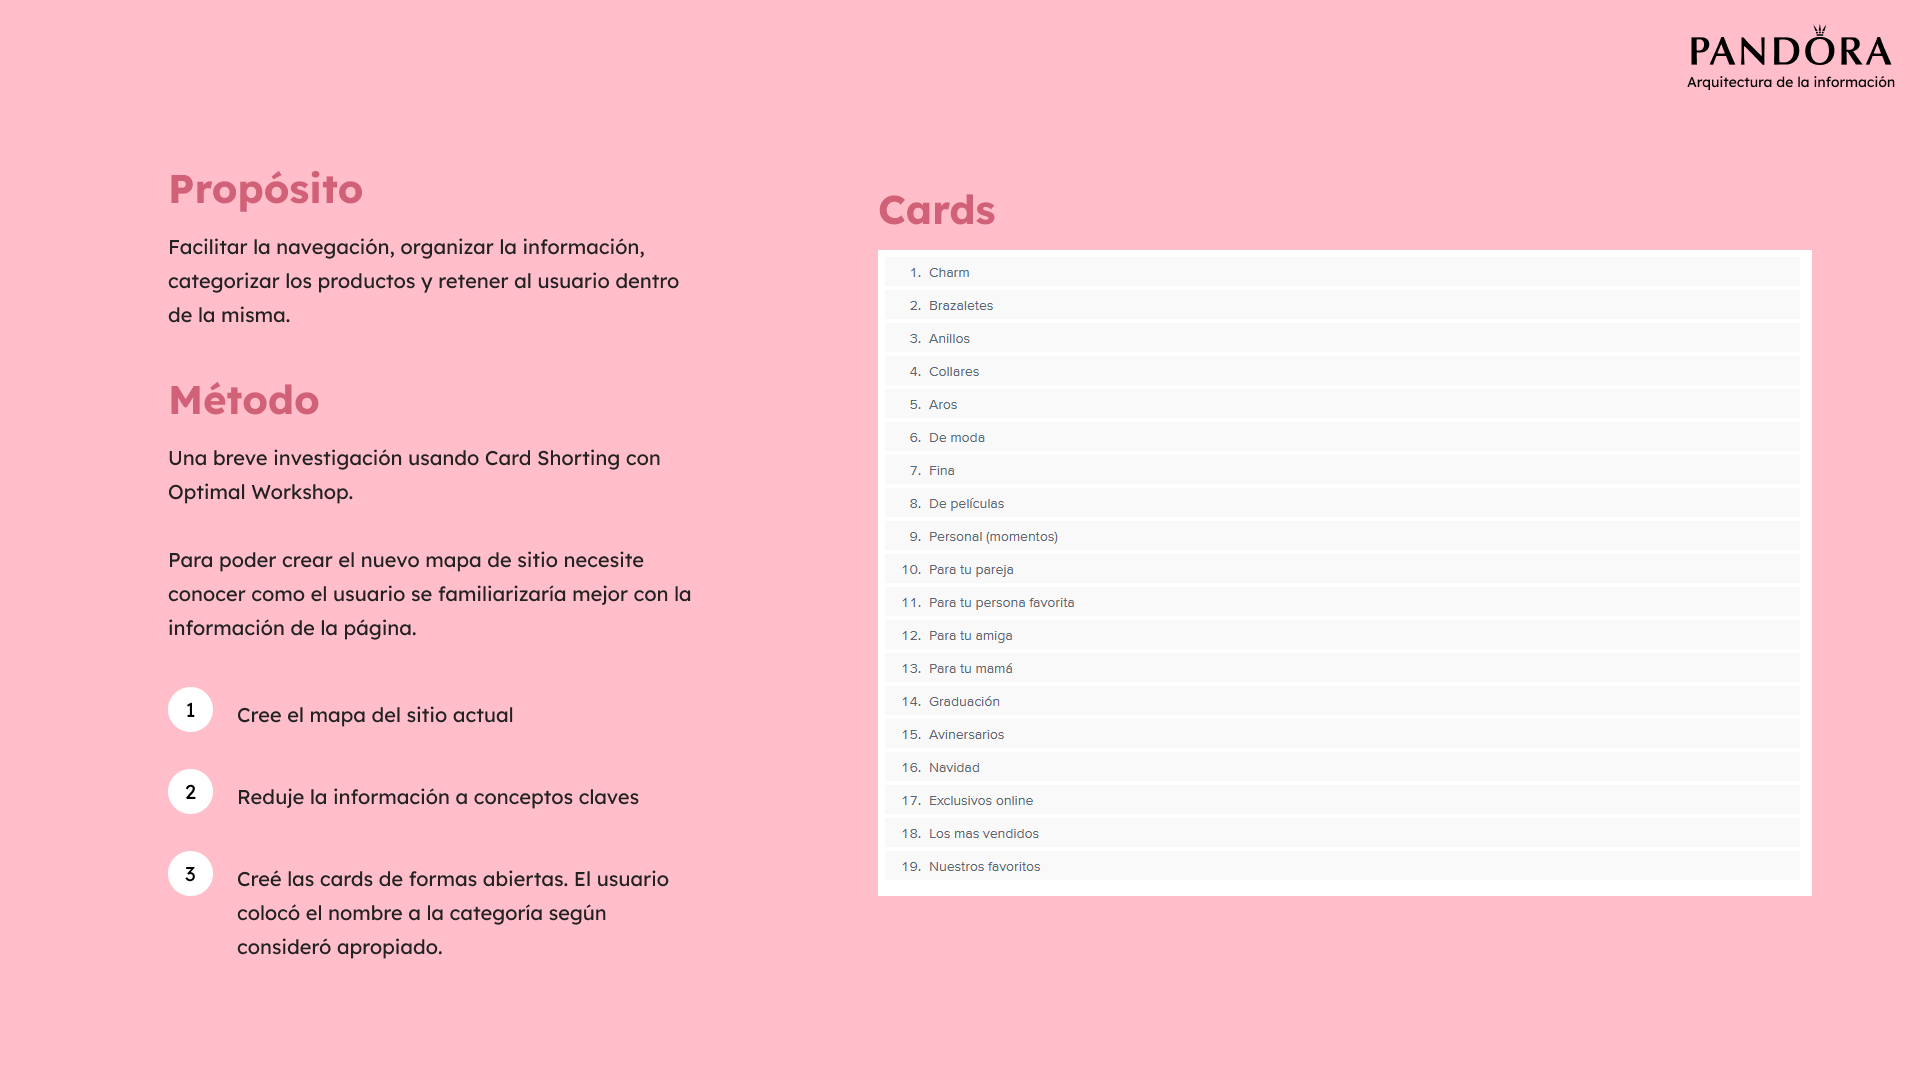 PANDORA
Arquitectura de la información
Propósito
Facilitar la navegación, organizar la información,
categorizar los productos y retener al usuario dentro
de la misma.
Método
Una breve investigación usando Card Shorting con
Optimal Workshop.
Para poder crear el nuevo mapa de sitio necesite
conocer como el usuario se familiarizaría mejor con la
información de la página.
1 Cree el mapa del sitio actual
2 Reduje la información a conceptos claves
3 Creé las cards de formas abiertas. El usuario
colocó el nombre a la categoría según
consideró apropiado.
Cards
1. Charm
2. Brazaletes
3. Anillos
4. Collares
5. Aros
6. De moda
7. Fina
8. De películas
9. Personal (momentos)
10. Para tu pareja
11. Para tu persona favorita
12. Para tu amiga
13. Para tu mamá
14. Graduación
15. Avinersarios
16. Navidad
17. Exclusivos online
18. Los mas vendidos
19. Nuestros favoritos